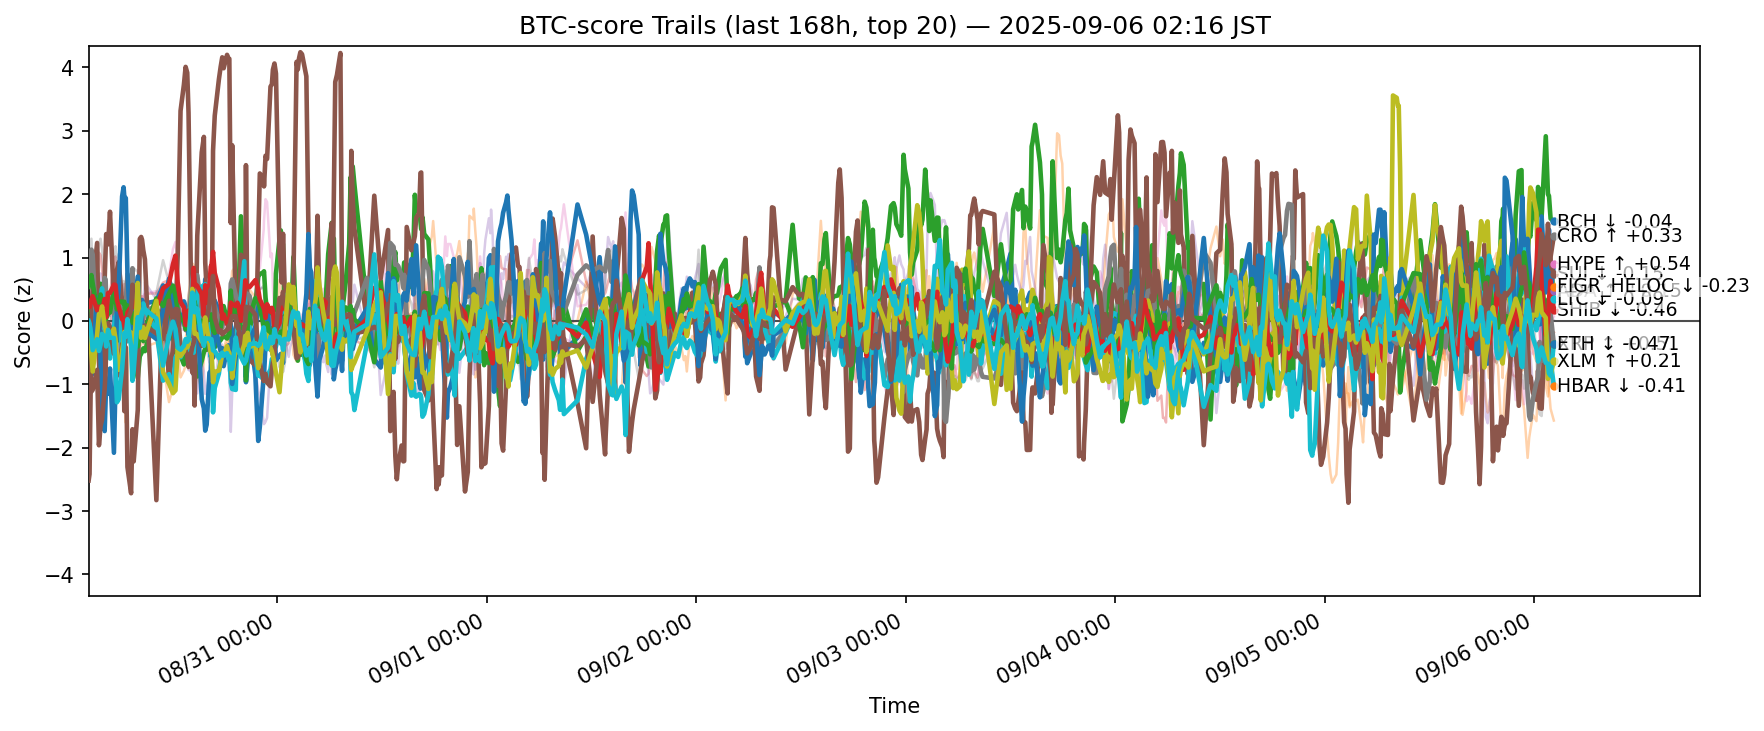 BTC-score Trails (last 168h, top 20) — 2025-09-06 02:16 JST
Score (z)
4
3
2
1
0
−1
−2
−3
−4
BCH ↓ -0.04
CRO ↑ +0.33
HYPE ↑ +0.54
FIGR_HELOC ↓ -0.23
LTC -0.09
SHIB ↓ -0.46
ETH
XLM ↑ +0.21
HBAR ↓ -0.41
08/31 00:00
09/01 00:00
09/02 00:00
09/03 00:00
09/04 00:00
09/05 00:00
09/06 00:00
Time